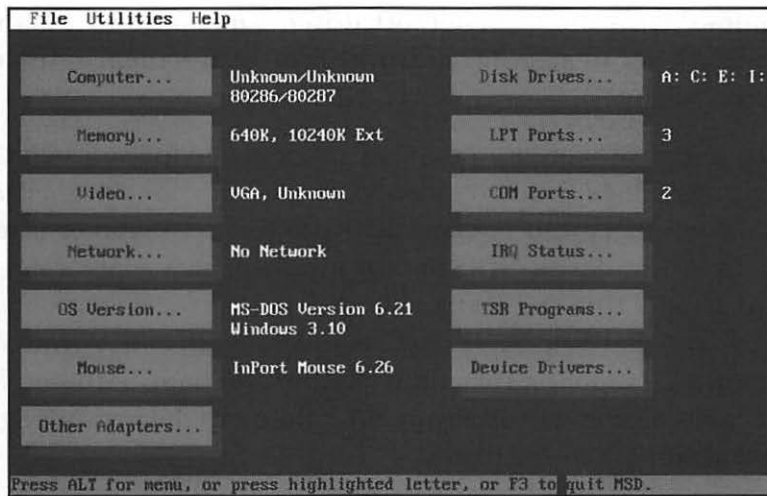 File Utilities Help
Computer... Unknown/Unknown Disk Drives... A: C: E: I:
80286/80287
Memory... 640K, 10240K Ext LPT Ports... 3
Video... VGA, Unknown COM Ports... 2
Network... No Network IRQ Status...
OS Version... MS-DOS Version 6.21 TSR Programs...
Windows 3.10
Mouse... InPort Mouse 6.26 Device Drivers...
Other Adapters...
Press ALT for menu, or press highlighted letter, or F3 to quit MSD.